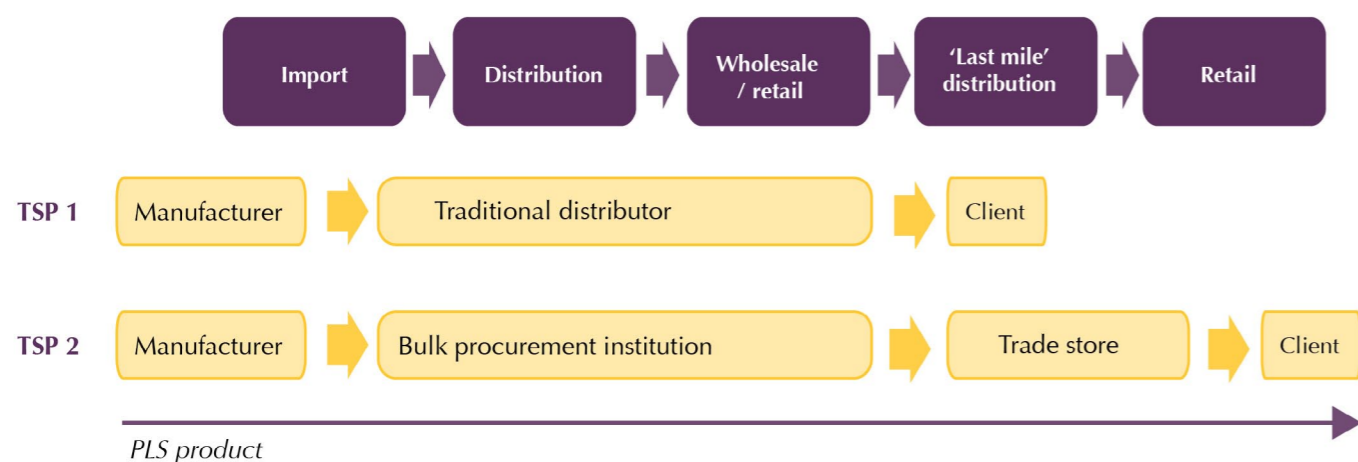 Import
Distribution
Wholesale
/ retail
‘Last mile’
distribution
Retail
TSP 1
Manufacturer
Traditional distributor
Client
TSP 2
Manufacturer
Bulk procurement institution
Trade store
Client
PLS product